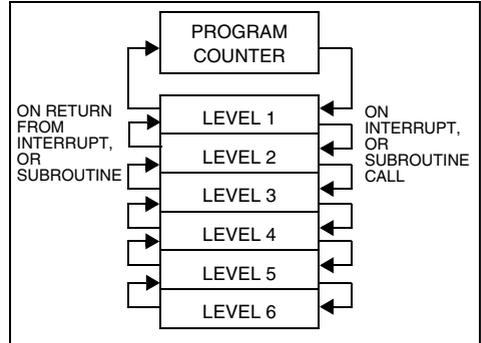 PROGRAM
COUNTER
ON RETURN
FROM
INTERRUPT,
OR
SUBROUTINE
LEVEL 1
LEVEL 2
LEVEL 3
LEVEL 4
LEVEL 5
LEVEL 6
ON
INTERRUPT,
OR
SUBROUTINE
CALL